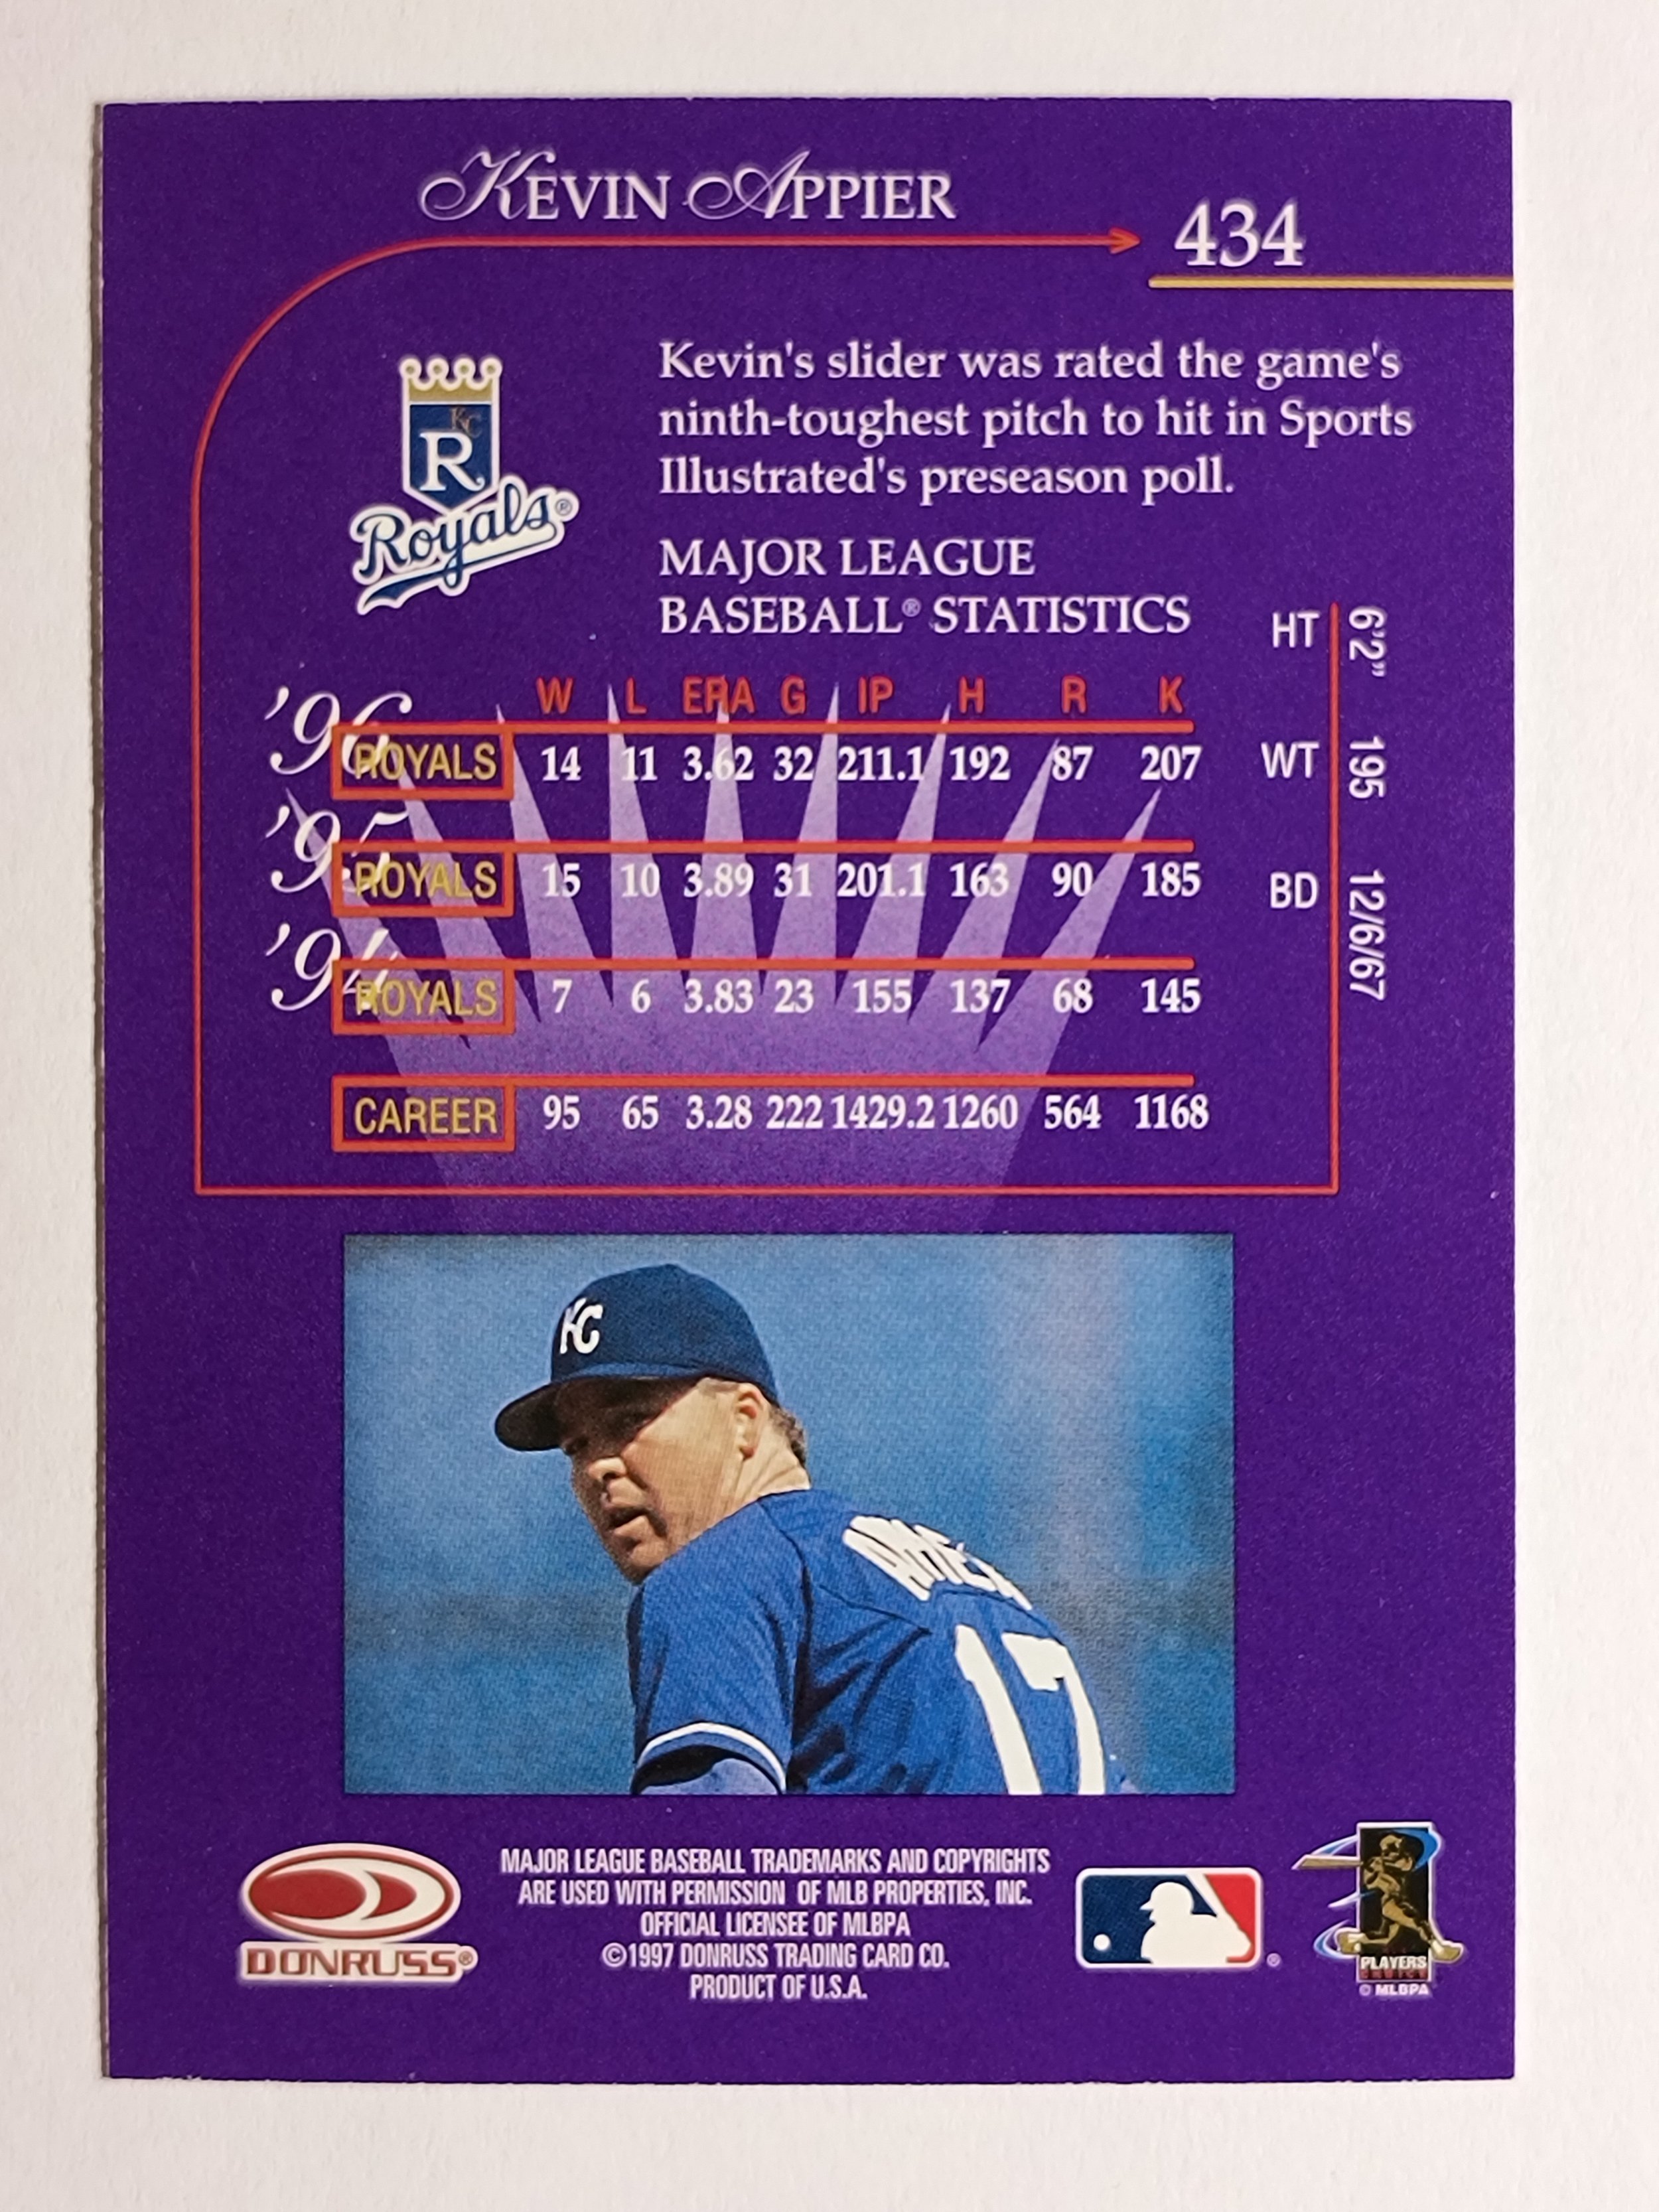 KEVIN APPIER
434
KC
R
Royals®
Kevin's slider was rated the game's
ninth-toughest pitch to hit in Sports
Illustrated's preseason poll.
MAJOR LEAGUE
BASEBALL® STATISTICS
HT 6'2"
WT 195
BD 12/6/67
W L ERA G IP H R K
'96 ROYALS 14 11 3.62 32 211.1 192 87 207
'95 ROYALS 15 10 3.89 31 201.1 163 90 185
'94 ROYALS 7 6 3.83 23 155 137 68 145
CAREER 95 65 3.28 222 1429.2 1260 564 1168
KC
17
DONRUSS®
MAJOR LEAGUE BASEBALL TRADEMARKS AND COPYRIGHTS
ARE USED WITH PERMISSION OF MLB PROPERTIES, INC.
OFFICIAL LICENSEE OF MLBPA
©1997 DONRUSS TRADING CARD CO.
PRODUCT OF U.S.A.
®
PLAYERS
CHOICE
© MLBPA